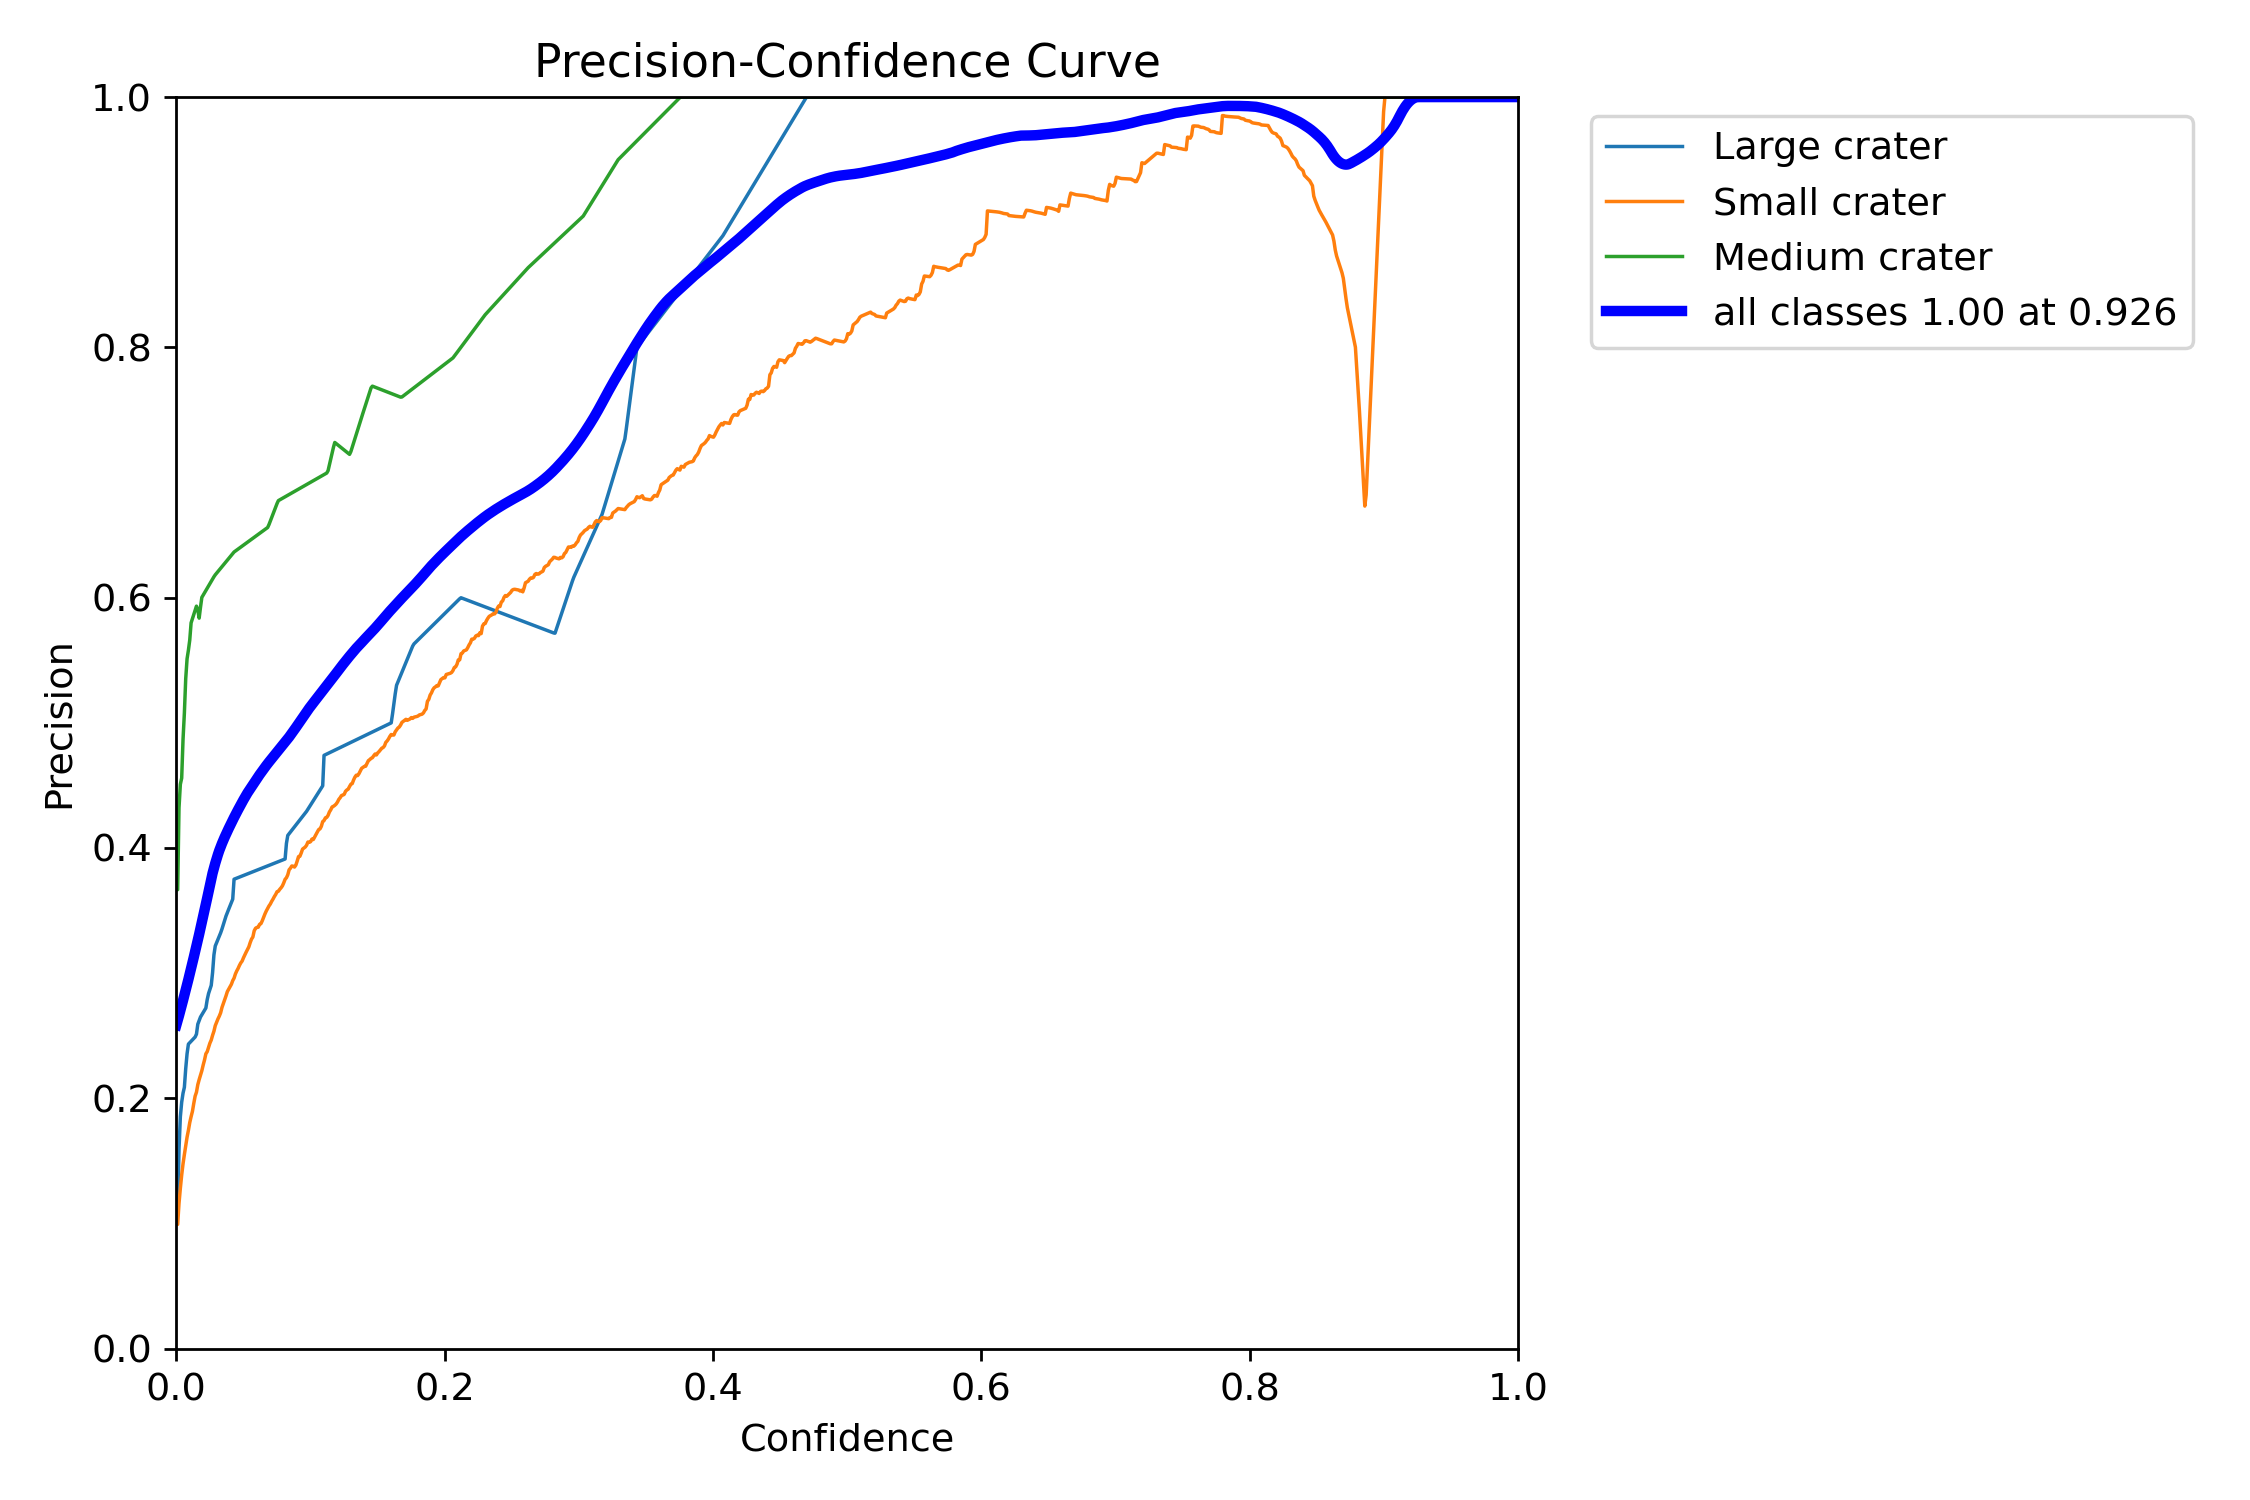 Precision-Confidence Curve
1.0
0.8
0.6
0.4
0.2
0.0
Precision
0.0 0.2 0.4 0.6 0.8 1.0
Confidence
Large crater
Small crater
Medium crater
all classes 1.00 at 0.926